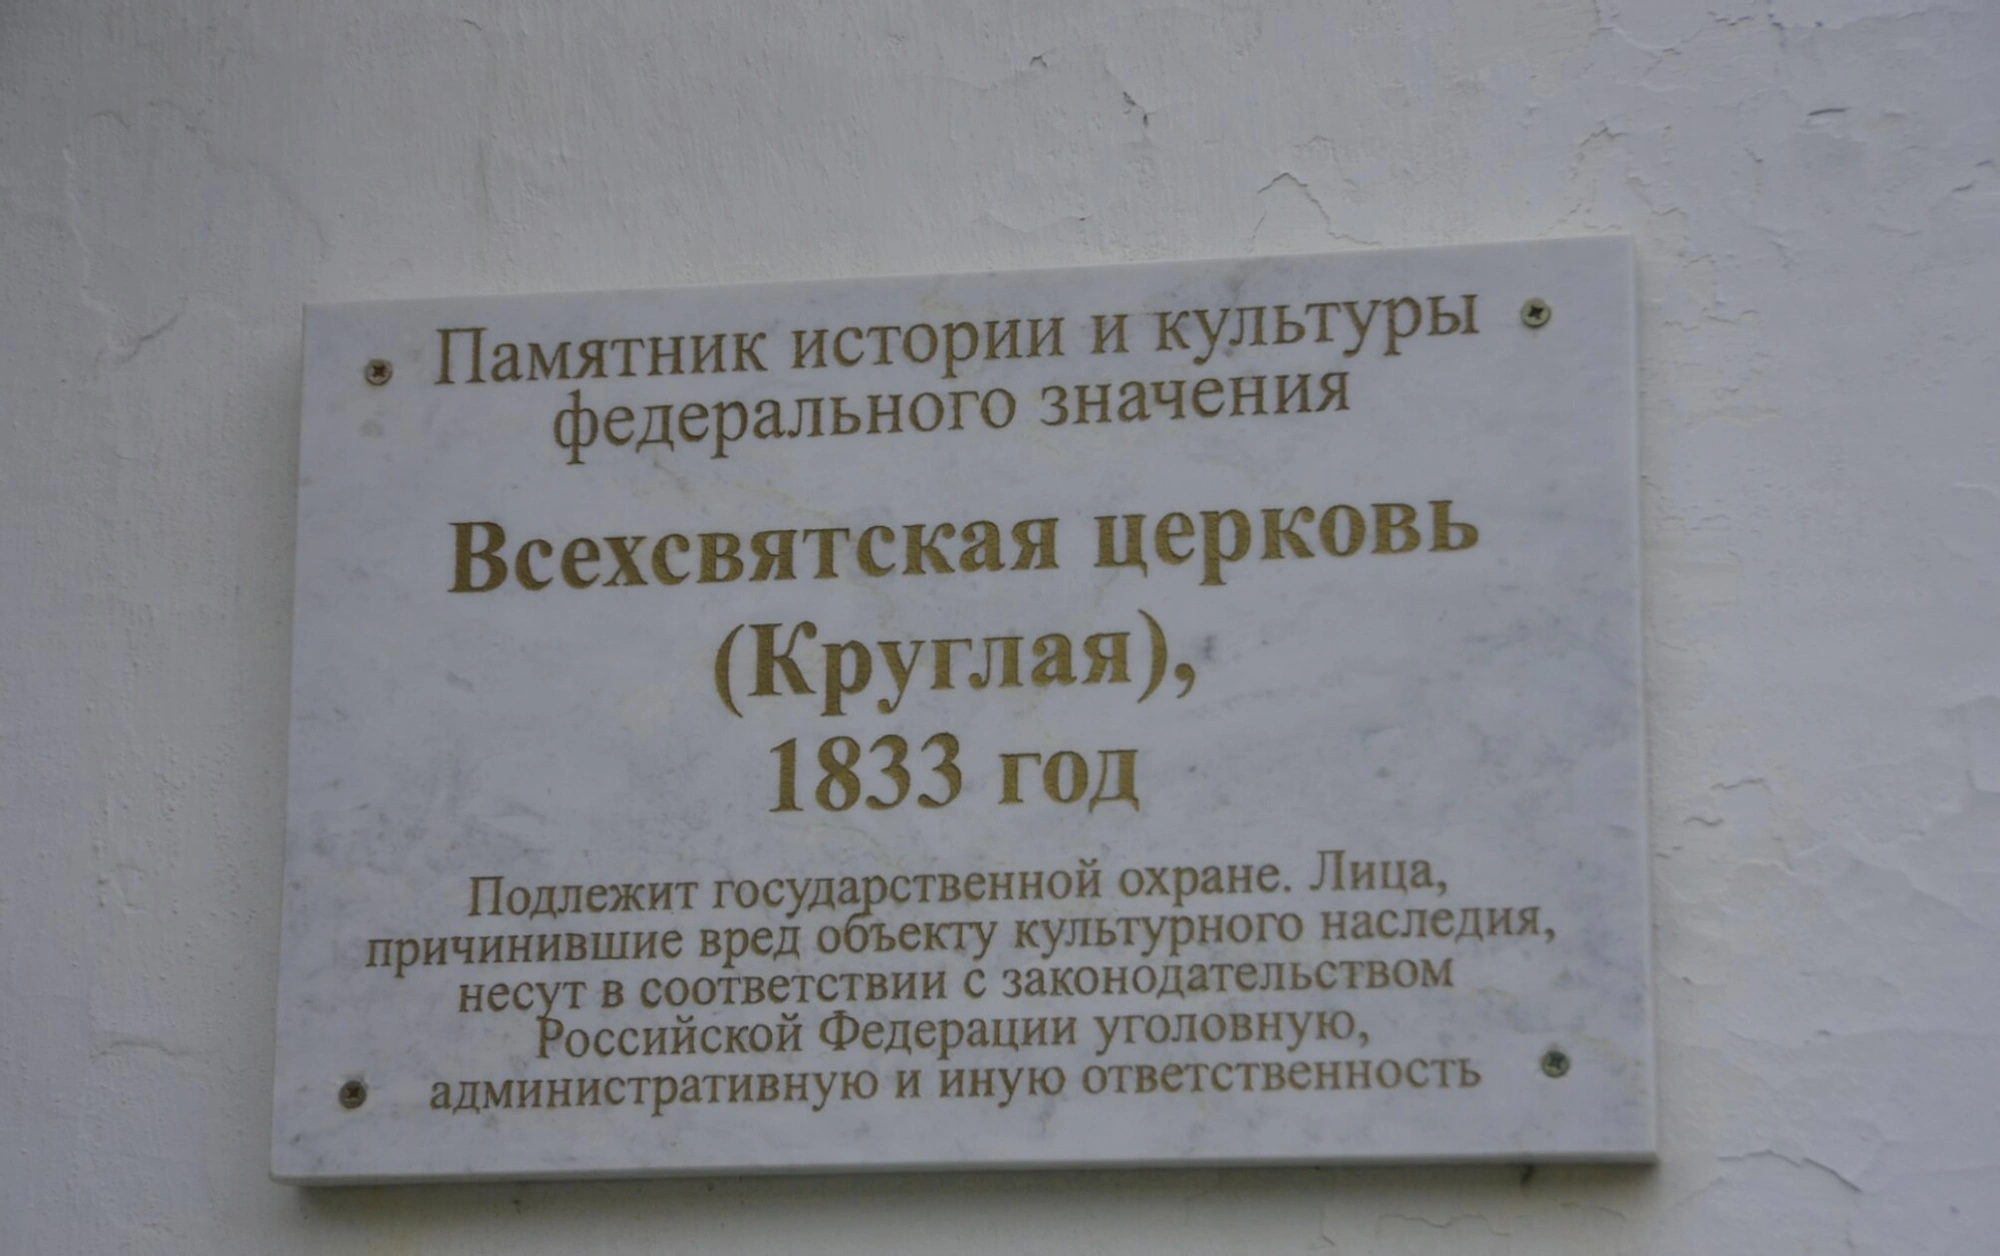 Памятник истории и культуры
федерального значения
Всехсвятская церковь
(Круглая),
1833 год
Подлежит государственной охране. Лица,
причинившие вред объекту культурного наследия,
несут в соответствии с законодательством
Российской Федерации уголовную,
административную и иную ответственность